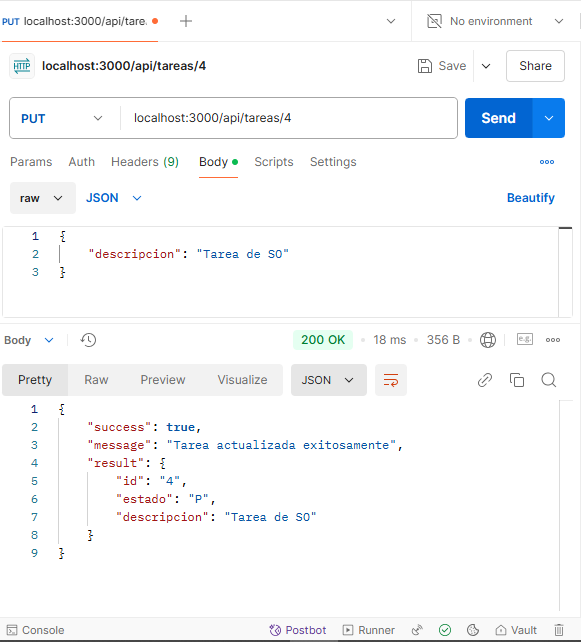 PUT localhost:3000/api/tarea No environment
HTTP localhost:3000/api/tareas/4 Save Share
PUT localhost:3000/api/tareas/4 Send
Params Auth Headers (9) Body Scripts Settings
raw JSON Beautify
1 {
2 "descripcion": "Tarea de SO"
3 }
Body 200 OK 18 ms 356 B e.g.
Pretty Raw Preview Visualize JSON
1 {
2 "success": true,
3 "message": "Tarea actualizada exitosamente",
4 "result": {
5 "id": "4",
6 "estado": "P",
7 "descripcion": "Tarea de SO"
8 }
9 }
Console Postbot Runner Vault